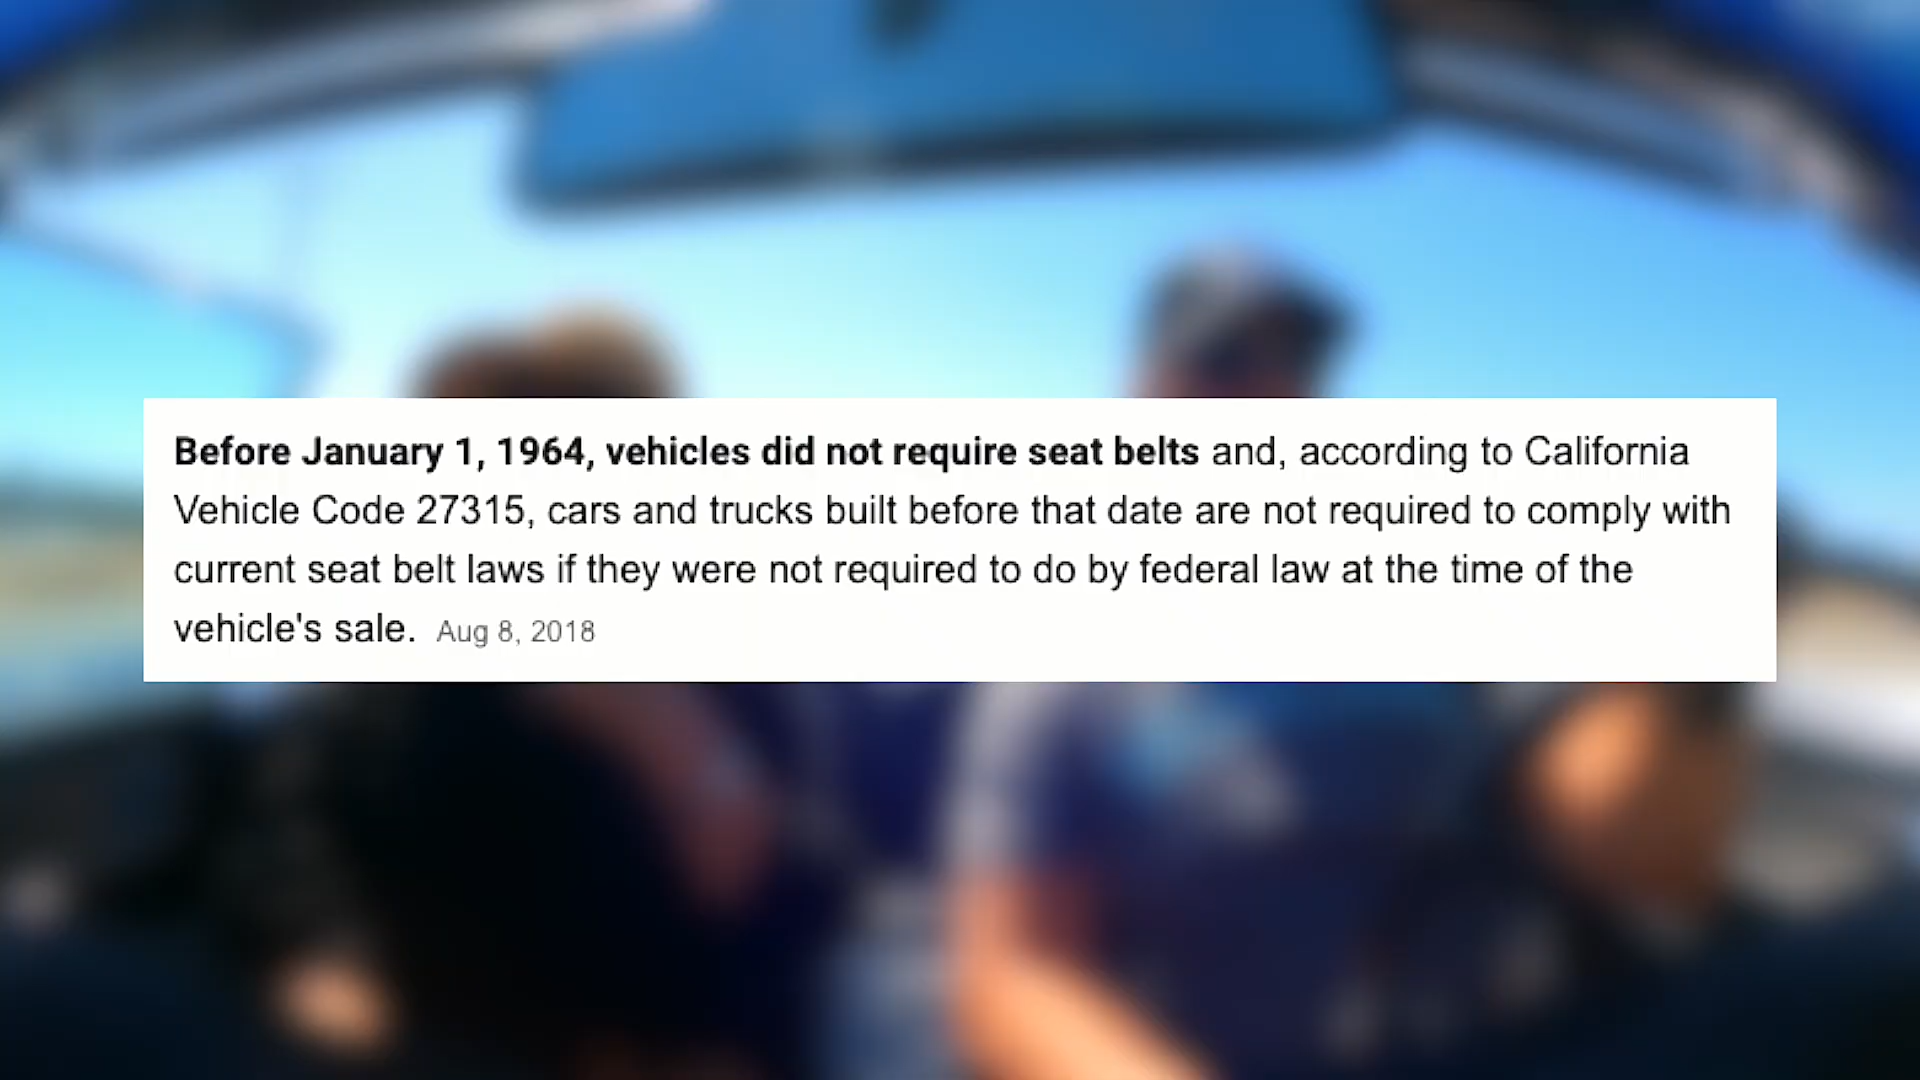 Before January 1, 1964, vehicles did not require seat belts and, according to California
Vehicle Code 27315, cars and trucks built before that date are not required to comply with
current seat belt laws if they were not required to do by federal law at the time of the
vehicle's sale. Aug 8, 2018